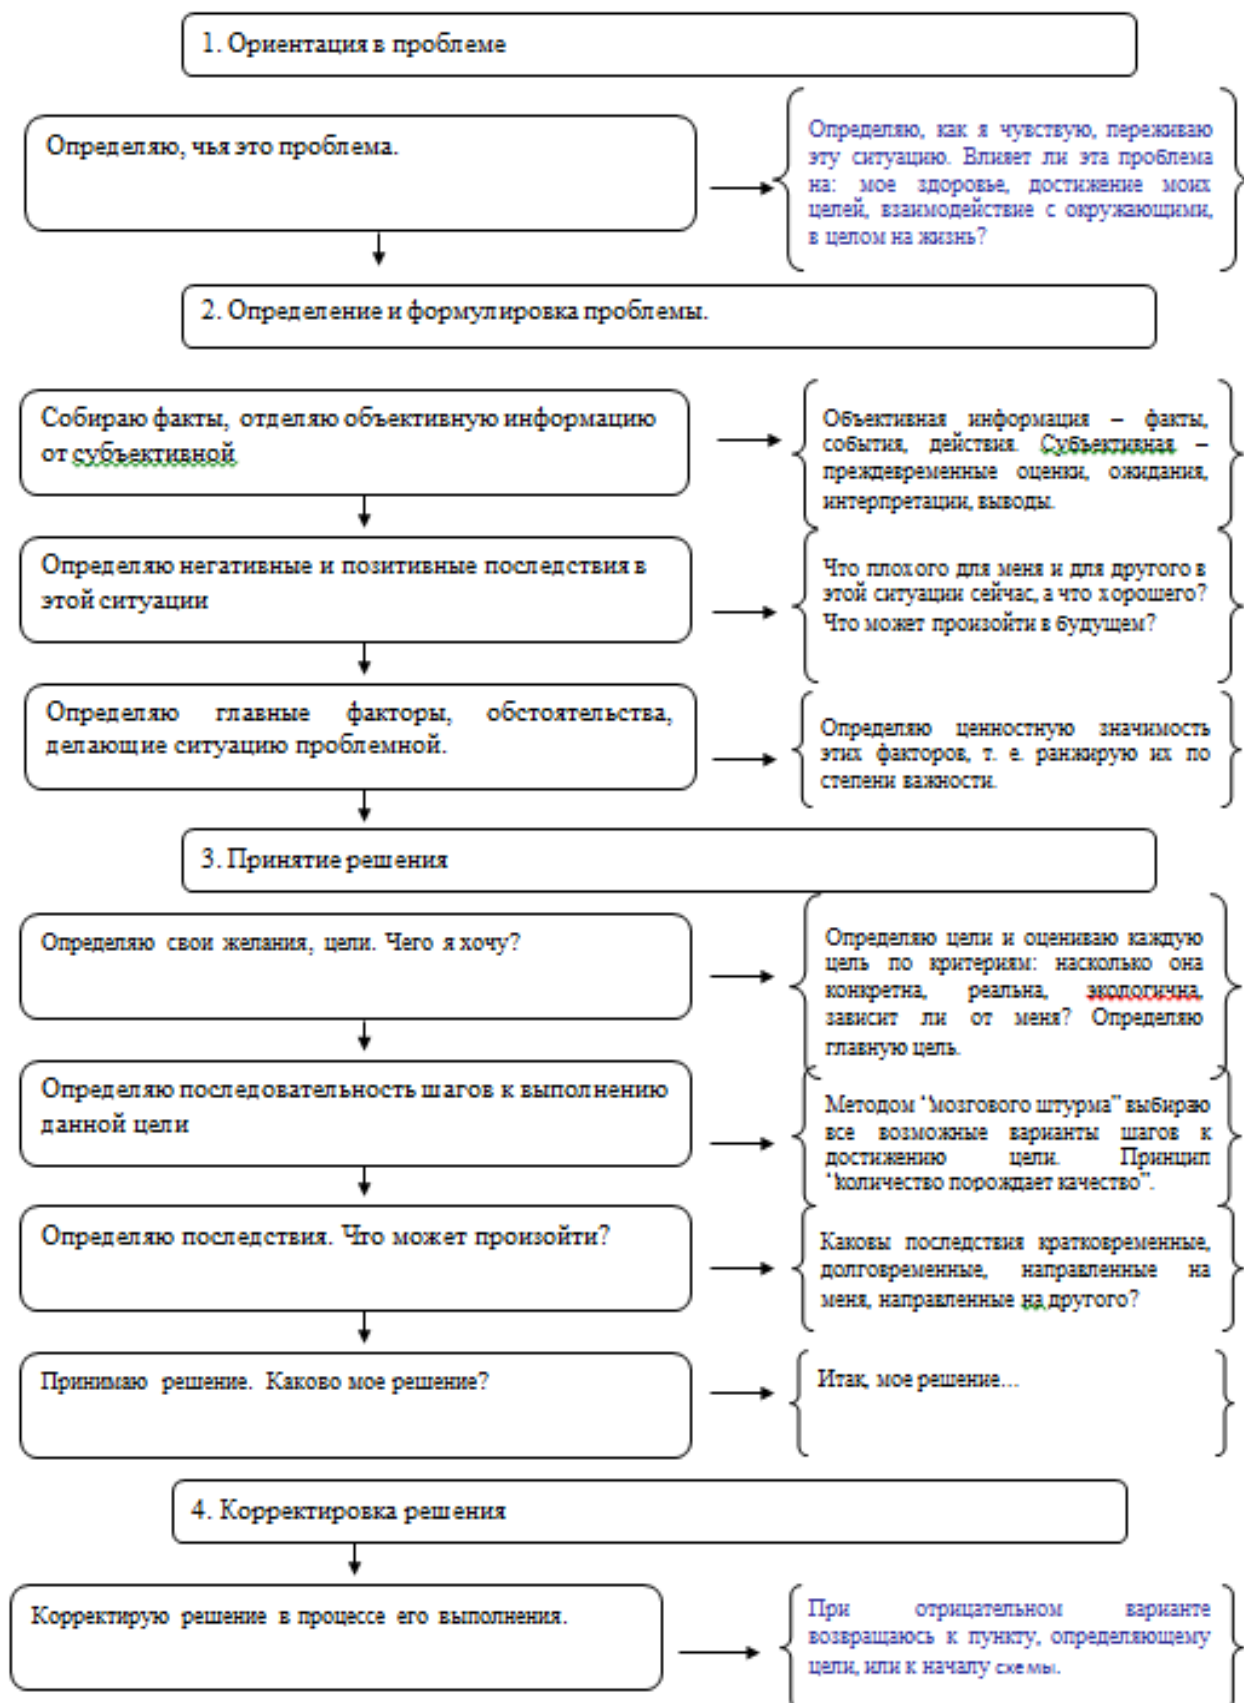 1. Ориентация в проблеме
Определяю, чья это проблема.
Определяю, как я чувствую, переживаю
эту ситуацию. Влияет ли эта проблема
на: мое здоровье, достижение моих
целей, взаимодействие с окружающими,
в целом на жизнь?
2. Определение и формулировка проблемы.
Собираю факты, отделяю объективную информацию
от субъективной
Объективная информация – факты,
события, действия. Субъективная –
преждевременные оценки, ожидания,
интерпретации, выводы.
Определяю негативные и позитивные последствия в
этой ситуации
Что плохого для меня и для другого в
этой ситуации сейчас, а что хорошего?
Что может произойти в будущем?
Определяю главные факторы, обстоятельства,
делающие ситуацию проблемной.
Определяю ценностную значимость
этих факторов, т. е. ранжирую их по
степени важности.
3. Принятие решения
Определяю свои желания, цели. Чего я хочу?
Определяю цели и оцениваю каждую
цель по критериям: насколько она
конкретна, реальна, экологична,
зависит ли от меня? Определяю
главную цель.
Определяю последовательность шагов к выполнению
данной цели
Методом “мозгового штурма” выбираю
все возможные варианты шагов к
достижению цели. Принцип
“количество порождает качество”.
Определяю последствия. Что может произойти?
Каковы последствия кратковременные,
долговременные, направленные на
меня, направленные на другого?
Принимаю решение. Каково мое решение?
Итак, мое решение…
4. Корректировка решения
Корректирую решение в процессе его выполнения.
При отрицательном варианте
возвращаюсь к пункту, определяющему
цели, или к началу схемы.